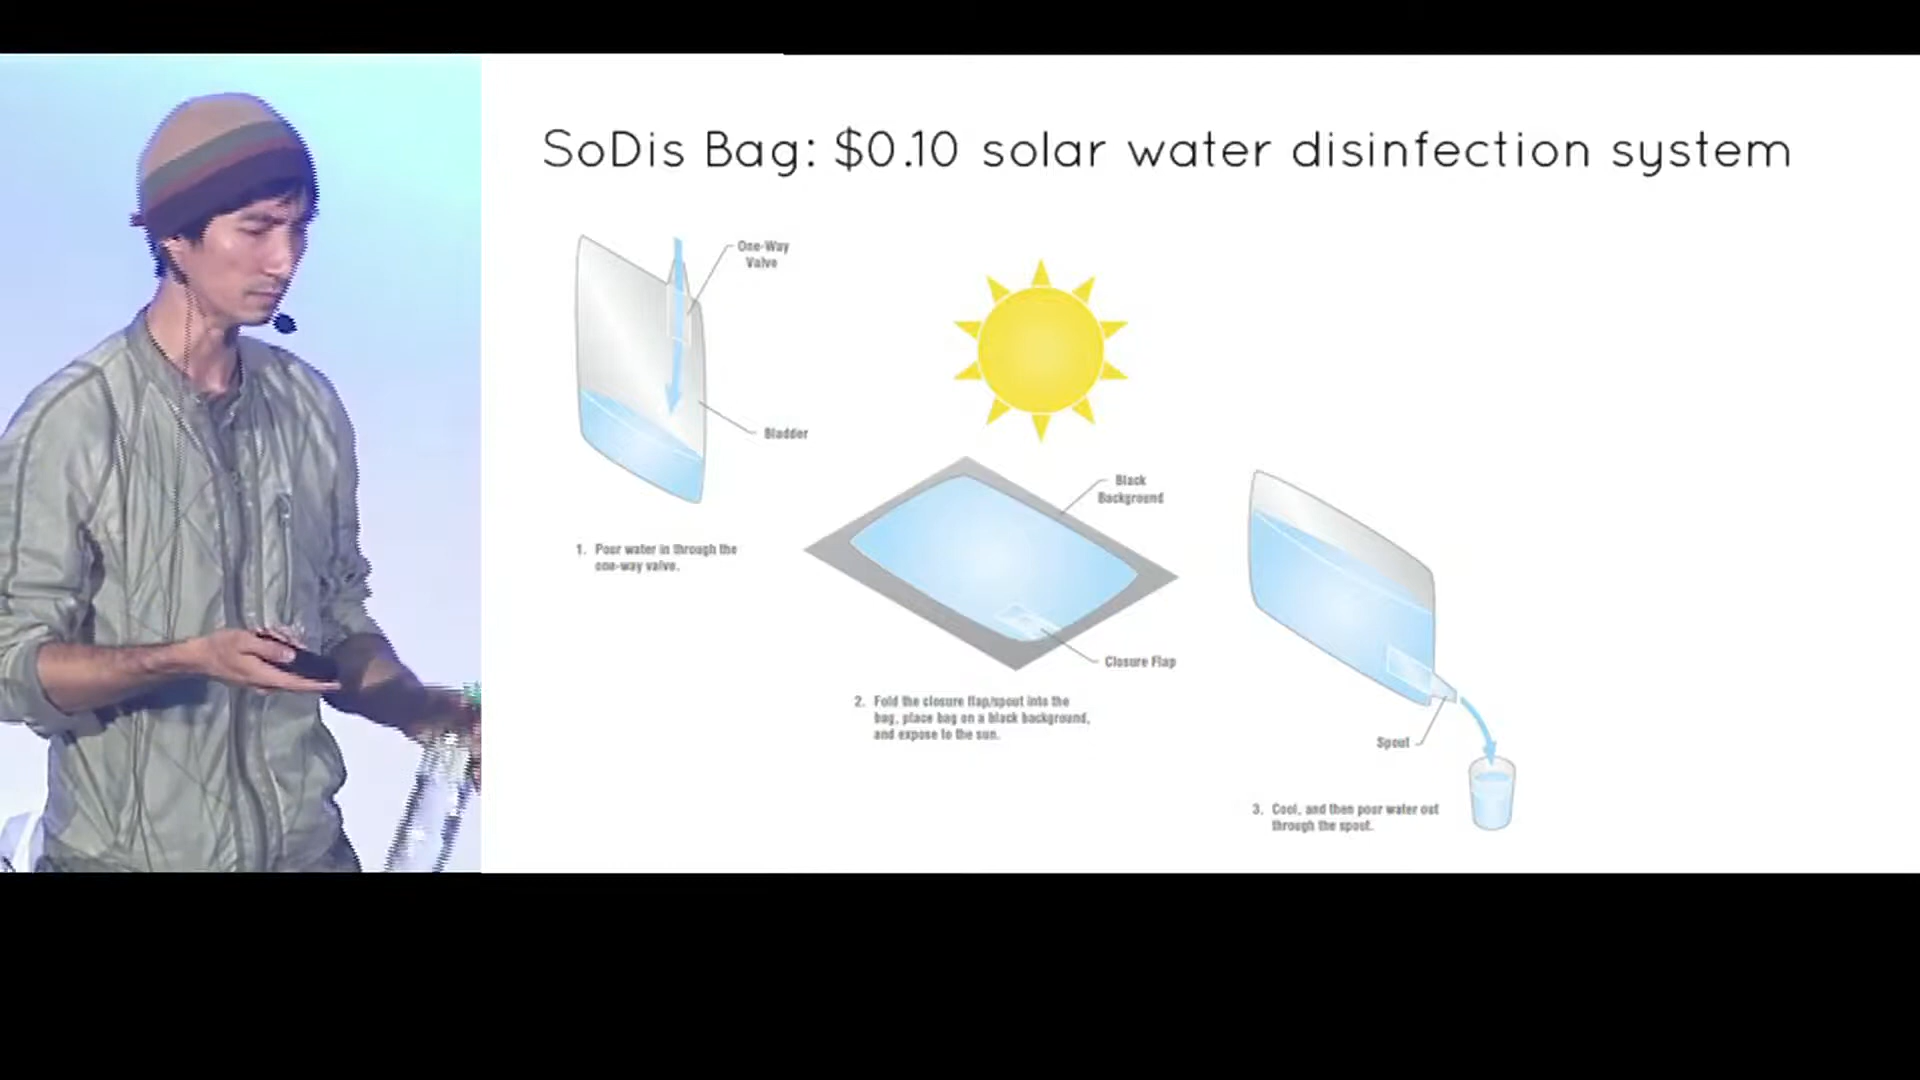 SoDis Bag: $0.10 solar water disinfection system
One-Way
Valve
Bladder
1. Pour water in through the
one-way valve.
Black
Background
Closure Flap
2. Fold the closure flap/spout into the
bag, place bag on a black background,
and expose to the sun.
Spout
3. Cool, and then pour water out
through the spout.